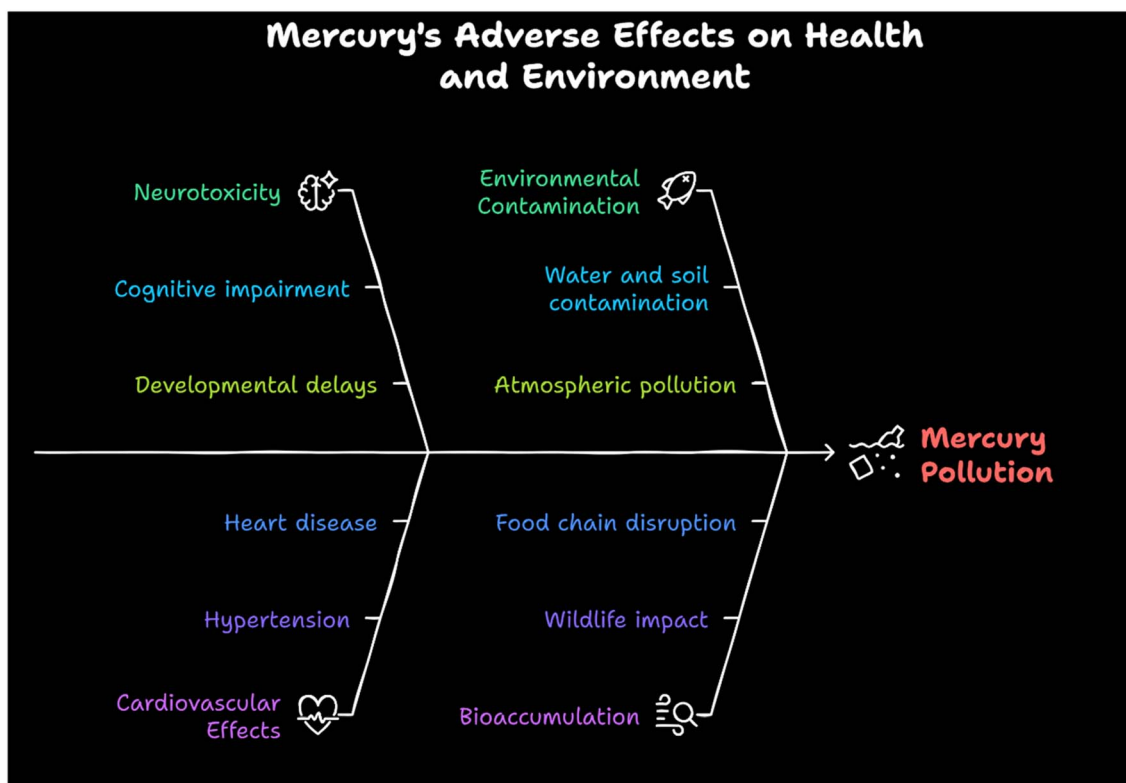 Mercury's Adverse Effects on Health
and Environment
Neurotoxicity
Cognitive impairment
Developmental delays
Environmental
Contamination
Water and soil
contamination
Atmospheric pollution
Mercury
Pollution
Heart disease
Hypertension
Cardiovascular
Effects
Food chain disruption
Wildlife impact
Bioaccumulation